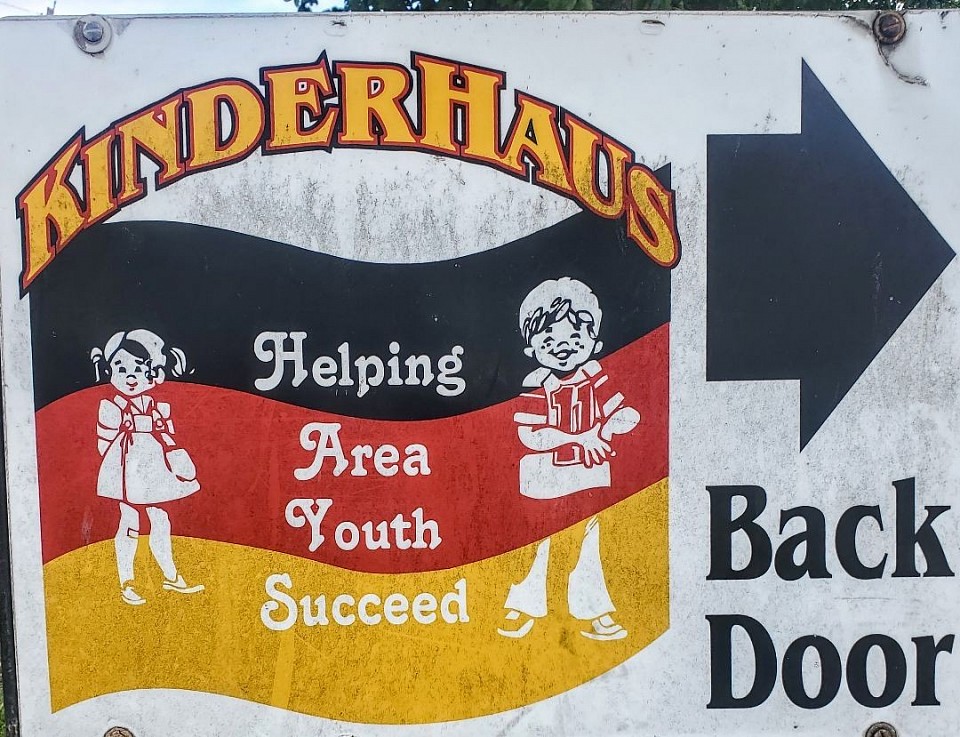 KINDERHAUS
Helping
Area
Youth
Succeed
Back
Door